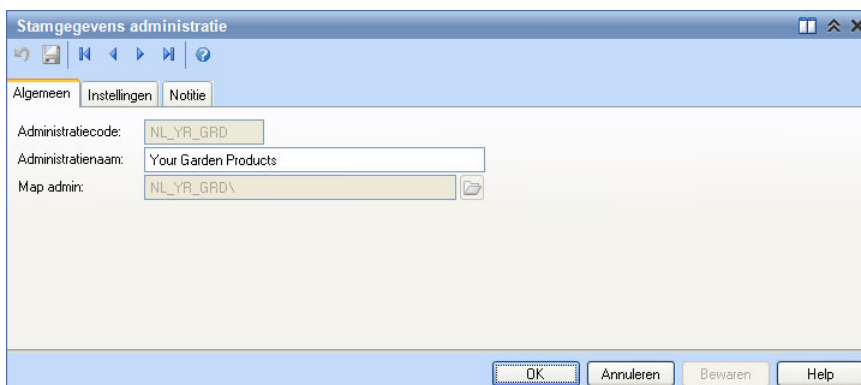 Stamgegevens administratie
Algemeen Instellingen Notitie
Administratiecode: NL_YR_GRD
Administratienaam: Your Garden Products
Map admin: NL_YR_GRD\
OK Annuleren Bewaren Help